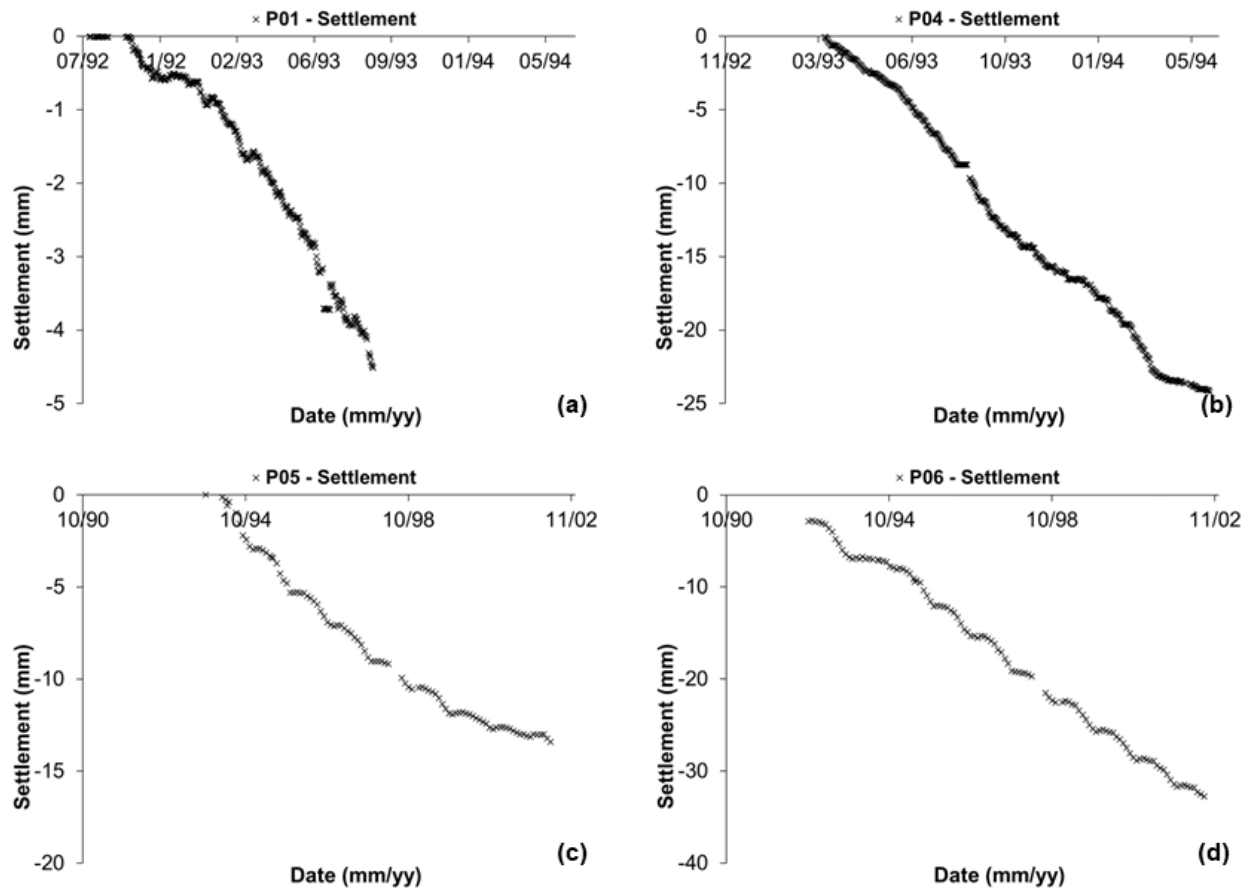 × P01 - Settlement
0
07/92 1/92 02/93 06/93 09/93 01/94 05/94
-1
-2
-3
-4
-5
Settlement (mm)
Date (mm/yy)
(a)
× P04 - Settlement
0
11/92 03/93 06/93 10/93 01/94 05/94
-5
-10
-15
-20
-25
Settlement (mm)
Date (mm/yy)
(b)
× P05 - Settlement
0
10/90 10/94 10/98 11/02
-5
-10
-15
-20
Settlement (mm)
Date (mm/yy)
(c)
× P06 - Settlement
0
10/90 10/94 10/98 11/02
-10
-20
-30
-40
Settlement (mm)
Date (mm/yy)
(d)